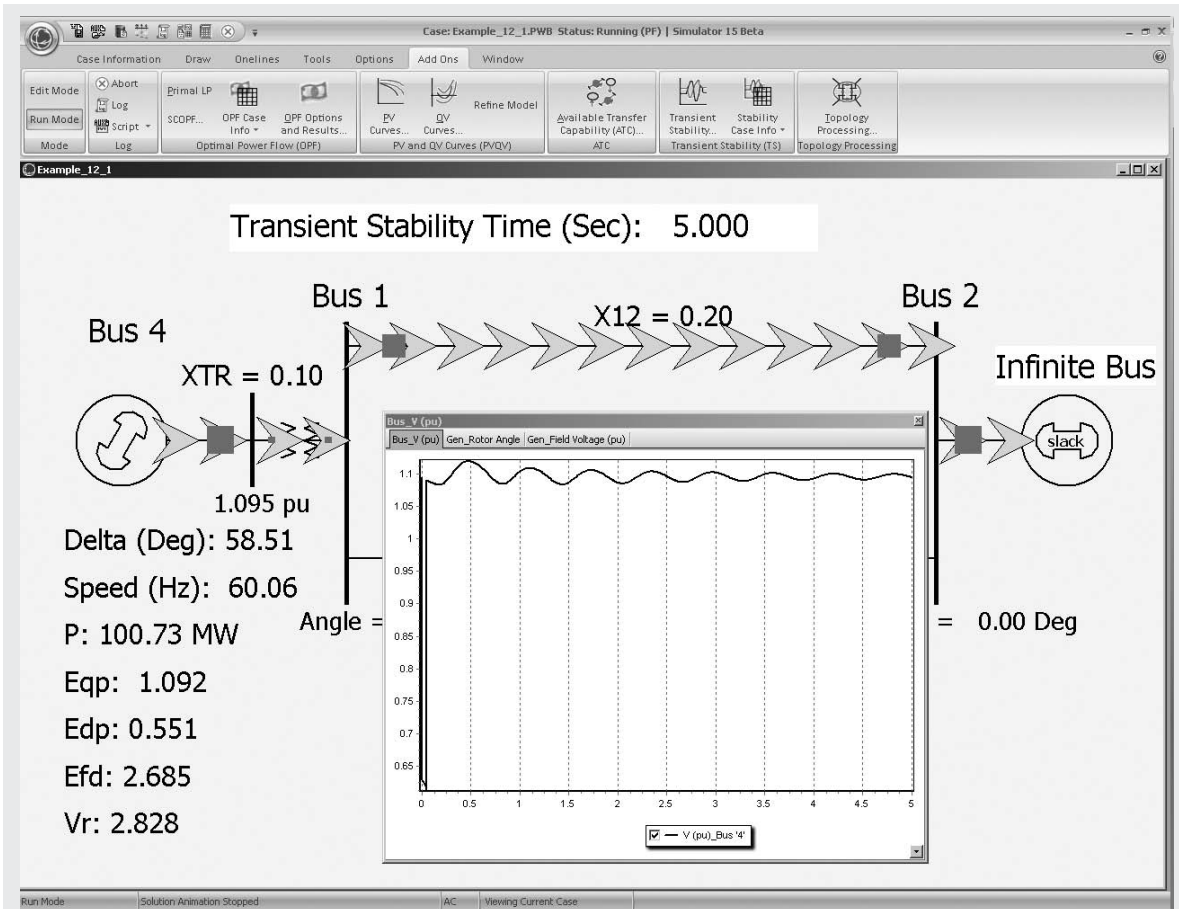 Case: Example_12_1.PWB Status: Running (PF) | Simulator 15 Beta
Case Information Draw Onelines Tools Options Add Ons Window
Edit Mode
Run Mode
Mode
Abort
Log
Script
Log
Primal LP
SCOPF...
OPF Case Info
OPF Options and Results...
Optimal Power Flow (OPF)
PV Curves...
QV Curves...
Refine Model
PV and QV Curves (PVQV)
Available Transfer Capability (ATC)...
ATC
Transient Stability...
Stability Case Info
Transient Stability (TS)
Topology Processing...
Topology Processing
Example_12_1
Transient Stability Time (Sec): 5.000
Bus 1
Bus 2
Bus 4
X12 = 0.20
XTR = 0.10
Infinite Bus
slack
1.095 pu
Delta (Deg): 58.51
Speed (Hz): 60.06
P: 100.73 MW
Eqp: 1.092
Edp: 0.551
Efd: 2.685
Vr: 2.828
Angle =
= 0.00 Deg
Bus_V (pu)
Bus_V (pu) Gen_Rotor Angle Gen_Field Voltage (pu)
1.1
1.05
1
0.95
0.9
0.85
0.8
0.75
0.7
0.65
0 0.5 1 1.5 2 2.5 3 3.5 4 4.5 5
V (pu)_Bus '4'
Run Mode Solution Animation Stopped AC Viewing Current Case